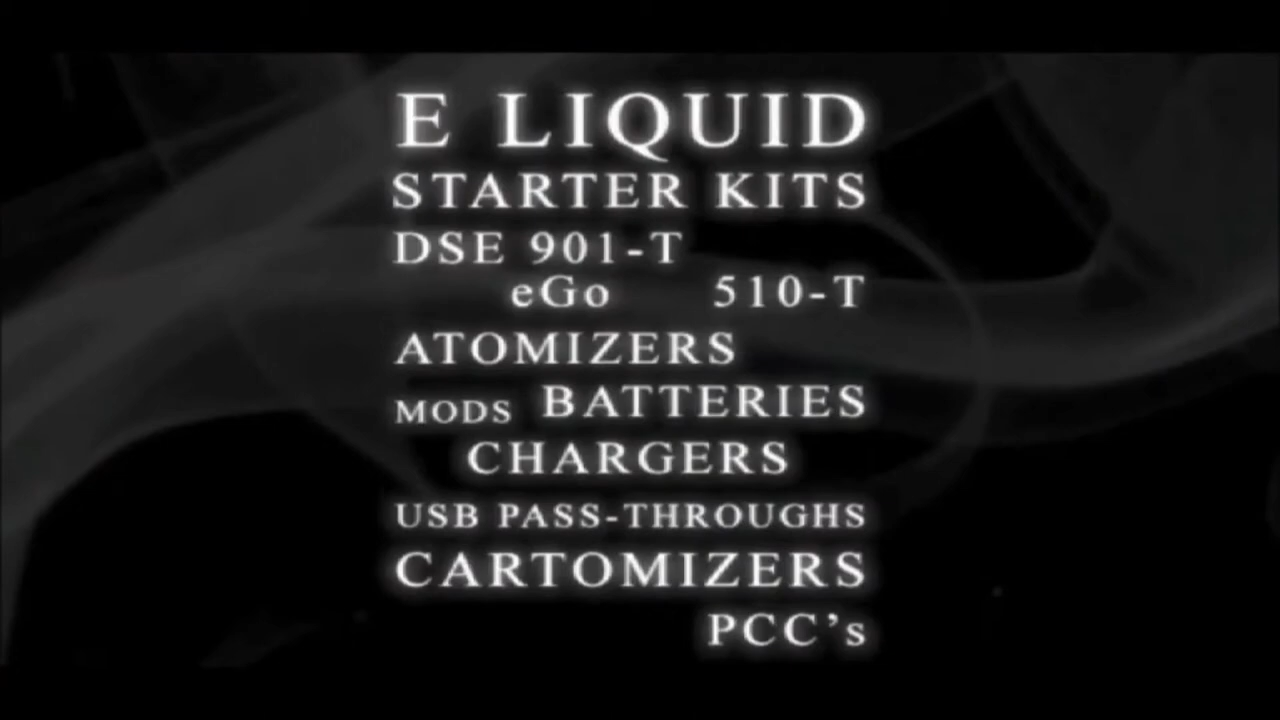 E LIQUID
STARTER KITS
DSE 901-T
eGo 510-T
ATOMIZERS
MODS BATTERIES
CHARGERS
USB PASS-THROUGHS
CARTOMIZERS
PCC's